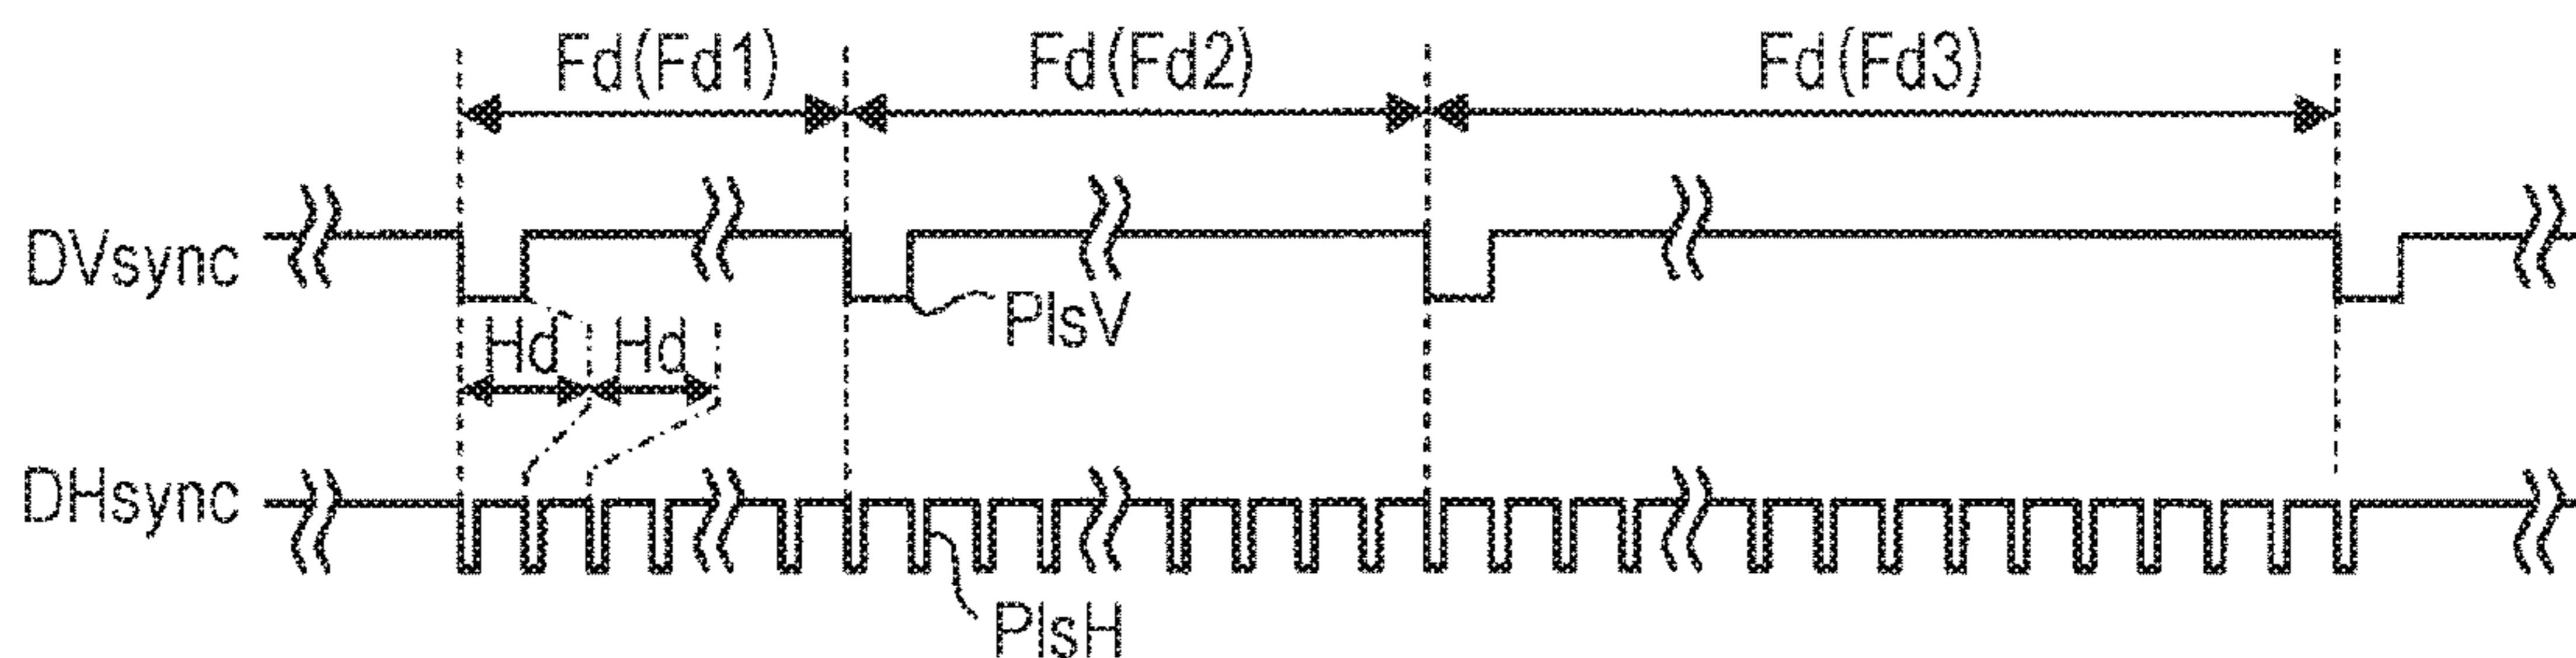 Fd(Fd1) Fd(Fd2) Fd(Fd3)
DVsync
PlsV
Hd Hd
DHsync
PlsH